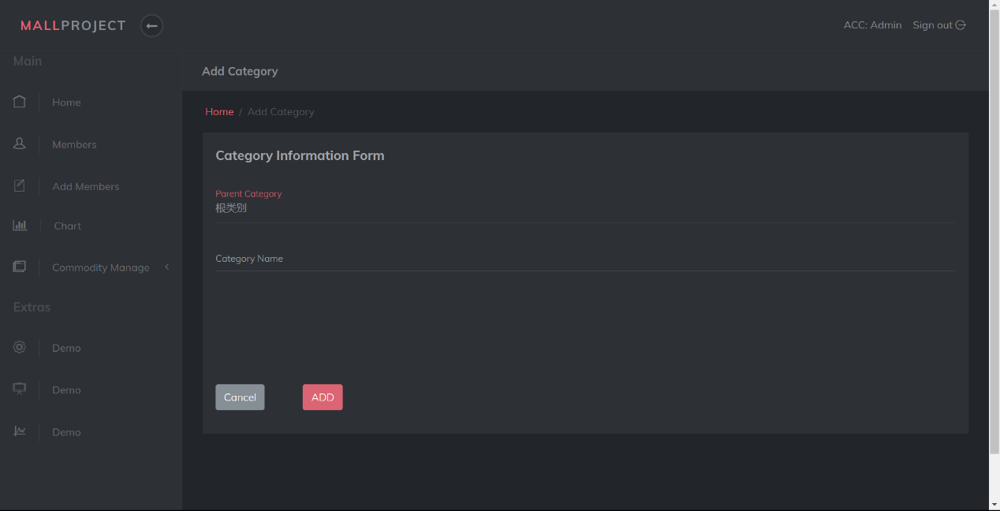 MALLPROJECT
ACC: Admin Sign out
Main
Home
Members
Add Members
Chart
Commodity Manage
Extras
Demo
Demo
Demo
Add Category
Home / Add Category
Category Information Form
Parent Category
根类别
Category Name
Cancel ADD